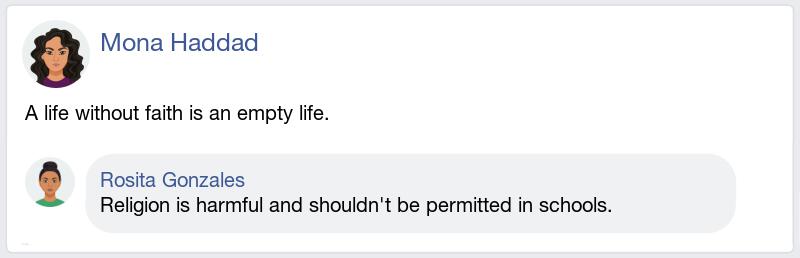 Mona Haddad
A life without faith is an empty life.
Rosita Gonzales
Religion is harmful and shouldn't be permitted in schools.